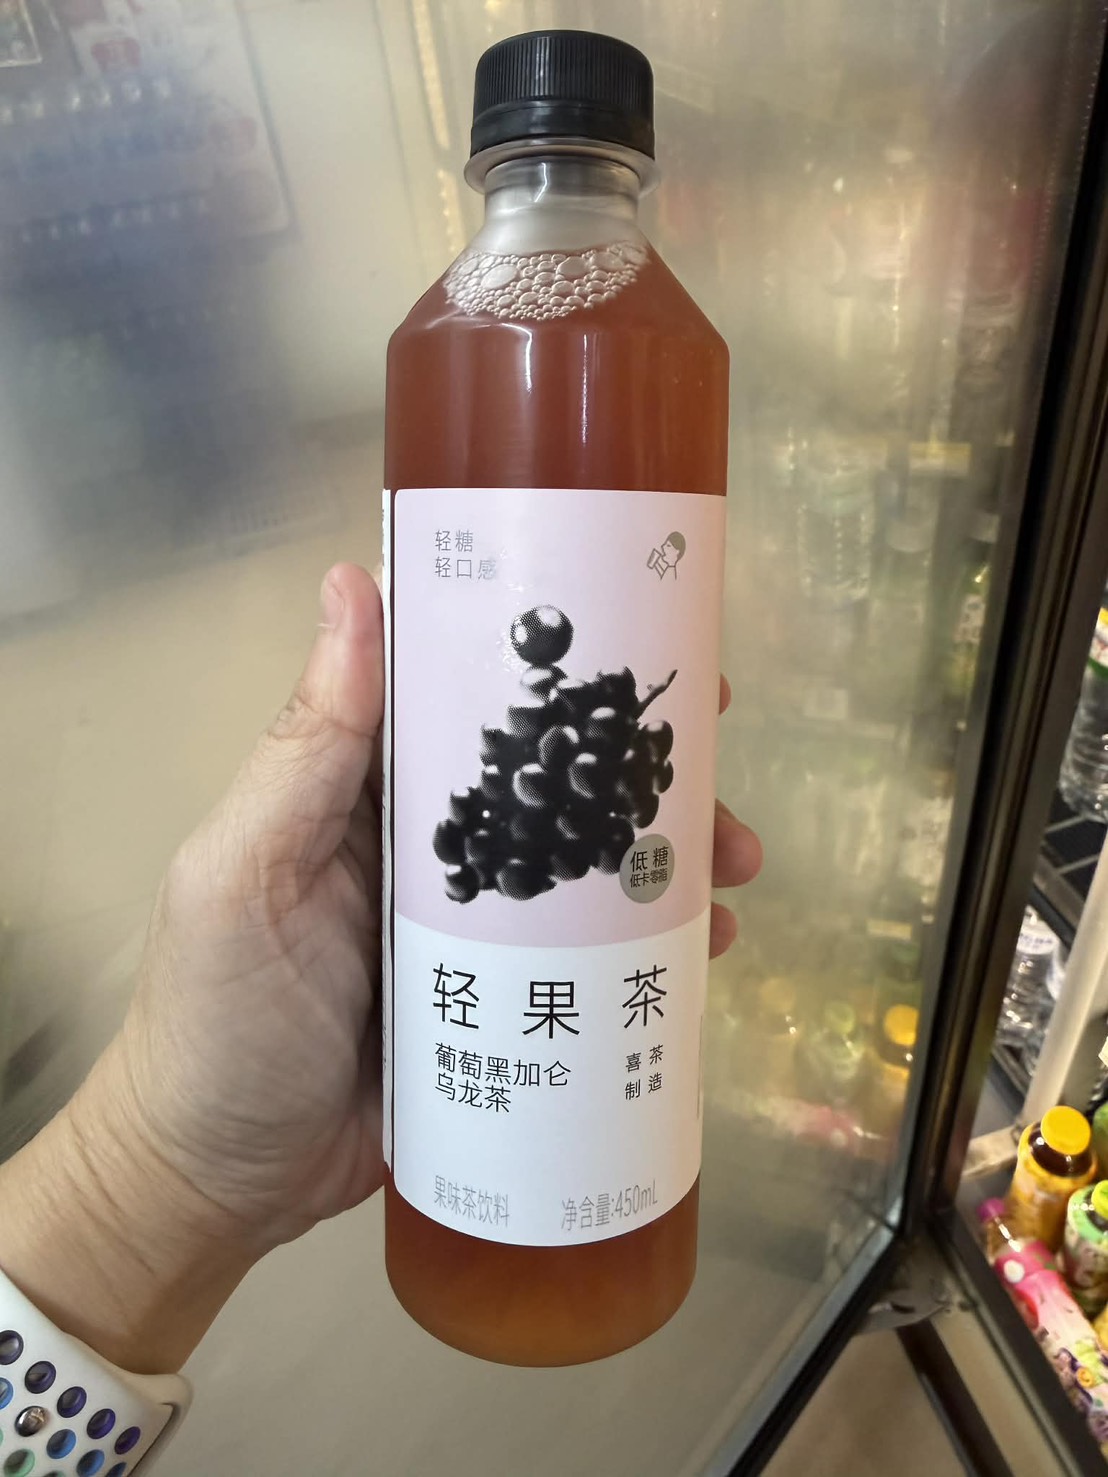 轻糖
轻口感
低糖
低卡零脂
轻果茶
葡萄黑加仑
乌龙茶
喜茶
制造
果味茶饮料
净含量:450mL